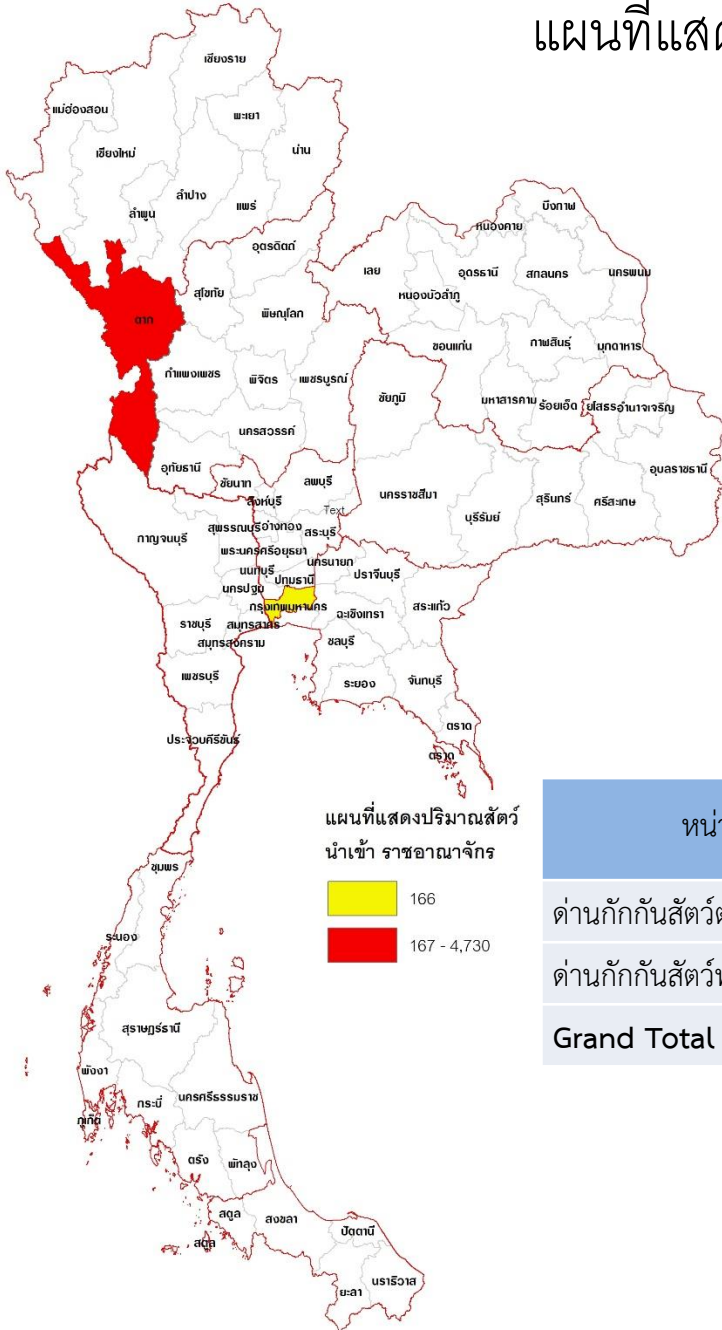 แผนที่แสด
เชียงราย
แม่ฮ่องสอน
พะเยา
เชียงใหม่
น่าน
ลำปาง
ลำพูน
แพร่
บึงกาฬ
หนองคาย
อุตรดิตถ์
เลย
อุดรธานี
สกลนคร
นครพนม
สุโขทัย
หนองบัวลำภู
พิษณุโลก
ตาก
ขอนแก่น
กาฬสินธุ์
มุกดาหาร
กำแพงเพชร
พิจิตร
เพชรบูรณ์
ชัยภูมิ
มหาสารคาม
ร้อยเอ็ด
ยโสธร
อำนาจเจริญ
นครสวรรค์
อุทัยธานี
อุบลราชธานี
ชัยนาท
ลพบุรี
นครราชสีมา
สุรินทร์
ศรีสะเกษ
สิงห์บุรี
Text
บุรีรัมย์
สุพรรณบุรี
อ่างทอง
สระบุรี
กาญจนบุรี
พระนครศรีอยุธยา
นครนายก
นนทบุรี
ปทุมธานี
ปราจีนบุรี
นครปฐม
กรุงเทพมหานคร
ฉะเชิงเทรา
สระแก้ว
ราชบุรี
สมุทรสาคร
สมุทรสงคราม
ชลบุรี
เพชรบุรี
ระยอง
จันทบุรี
ตราด
ประจวบคีรีขันธ์
ตราด
แผนที่แสดงปริมาณสัตว์
นำเข้า ราชอาณาจักร
166
167 - 4,730
หน่
ด่านกักกันสัตว์ต
ด่านกักกันสัตว์ท
Grand Total
ชุมพร
ระนอง
สุราษฎร์ธานี
พังงา
กระบี่
นครศรีธรรมราช
ภูเก็ต
ตรัง
พัทลุง
สตูล
สงขลา
ปัตตานี
สตูล
นราธิวาส
ยะลา